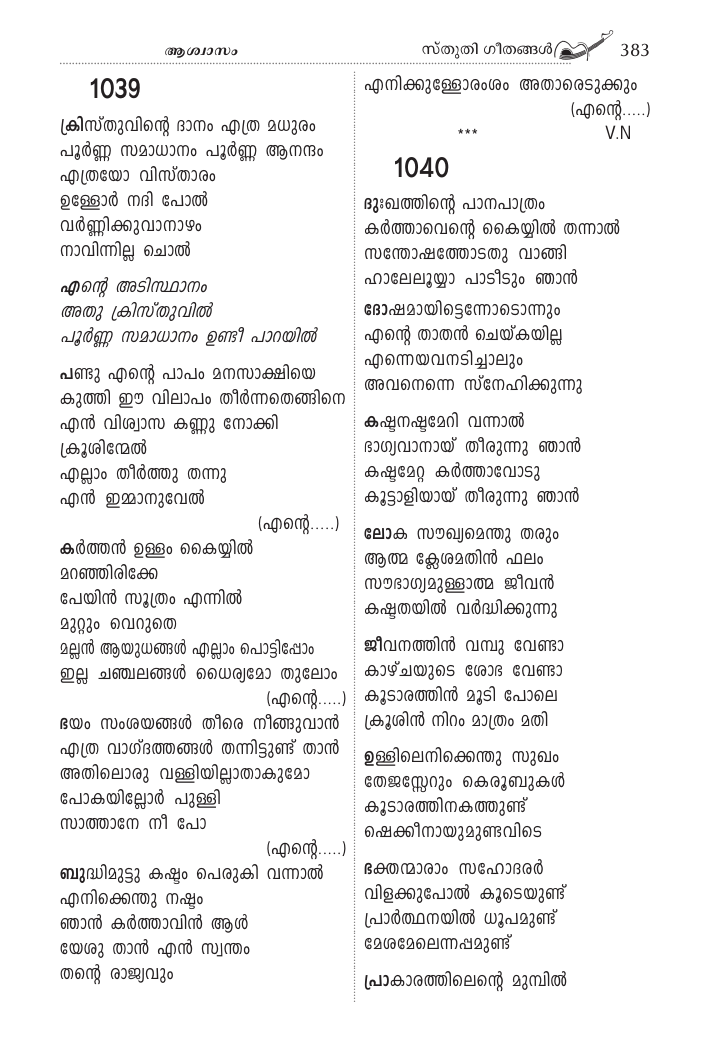 ആശ്വാസം
സ്തുതി ഗീതങ്ങൾ 383
1039
ക്രിസ്തുവിന്റെ ദാനം എത്ര മധുരം
പൂർണ്ണ സമാധാനം പൂർണ്ണ ആനന്ദം
എത്രയോ വിസ്താരം
ഉള്ളോർ നദി പോൽ
വർണ്ണിക്കുവാനാഴം
നാവിന്നില്ല ചൊൽ
എന്റെ അടിസ്ഥാനം
അതു ക്രിസ്തുവിൽ
പൂർണ്ണ സമാധാനം ഉണ്ടീ പാറയിൽ
പണ്ടു എന്റെ പാപം മനസാക്ഷിയെ
കുത്തി ഈ വിലാപം തീർന്നതെങ്ങിനെ
എൻ വിശ്വാസ കണ്ണു നോക്കി
ക്രൂശിന്മേൽ
എല്ലാം തീർത്തു തന്നു
എൻ ഇമ്മാനുവേൽ
(എന്റെ.....)
കർത്തൻ ഉള്ളം കൈയ്യിൽ
മറഞ്ഞിരിക്കേ
പേയിൻ സൂത്രം എന്നിൽ
മുറ്റും വെറുതെ
മല്ലൻ ആയുധങ്ങൾ എല്ലാം പൊട്ടിപ്പോം
ഇല്ല ചഞ്ചലങ്ങൾ ധൈര്യമോ തുലോം
(എന്റെ.....)
ഭയം സംശയങ്ങൾ തീരെ നീങ്ങുവാൻ
എത്ര വാഗ്ദത്തങ്ങൾ തന്നിട്ടുണ്ട് താൻ
അതിലൊരു വള്ളിയില്ലാതാകുമോ
പോകയില്ലോർ പുള്ളി
സാത്താനേ നീ പോ
(എന്റെ.....)
ബുദ്ധിമുട്ടു കഷ്ടം പെരുകി വന്നാൽ
എനിക്കെന്തു നഷ്ടം
ഞാൻ കർത്താവിൻ ആൾ
യേശു താൻ എൻ സ്വന്തം
തന്റെ രാജ്യവും
എനിക്കുള്ളോരംശം അതാരെടുക്കും
(എന്റെ.....)
*** V.N
1040
ദുഃഖത്തിന്റെ പാനപാത്രം
കർത്താവെന്റെ കൈയ്യിൽ തന്നാൽ
സന്തോഷത്തോടതു വാങ്ങി
ഹാലേലൂയ്യാ പാടീടും ഞാൻ
ദോഷമായിട്ടെന്നോടൊന്നും
എന്റെ താതൻ ചെയ്കയില്ല
എന്നെയവനടിച്ചാലും
അവനെന്നെ സ്നേഹിക്കുന്നു
കഷ്ടനഷ്ടമേറി വന്നാൽ
ഭാഗ്യവാനായ് തീരുന്നു ഞാൻ
കഷ്ടമേറ്റ കർത്താവോടു
കൂട്ടാളിയായ് തീരുന്നു ഞാൻ
ലോക സൗഖ്യമെന്തു തരും
ആത്മ ക്ലേശമതിൻ ഫലം
സൗഭാഗ്യമുള്ളാത്മ ജീവൻ
കഷ്ടതയിൽ വർദ്ധിക്കുന്നു
ജീവനത്തിൻ വമ്പു വേണ്ടാ
കാഴ്ചയുടെ ശോഭ വേണ്ടാ
കൂടാരത്തിൻ മൂടി പോലെ
ക്രൂശിൻ നിറം മാത്രം മതി
ഉള്ളിലെനിക്കെന്തു സുഖം
തേജസ്സേറും കെരൂബുകൾ
കൂടാരത്തിനകത്തുണ്ട്
ഷെക്കീനായുമുണ്ടവിടെ
ഭക്തന്മാരാം സഹോദരർ
വിളക്കുപോൽ കൂടെയുണ്ട്
പ്രാർത്ഥനയിൽ ധൂപമുണ്ട്
മേശമേലെന്നപ്പമുണ്ട്
പ്രാകാരത്തിലെന്റെ മുമ്പിൽ